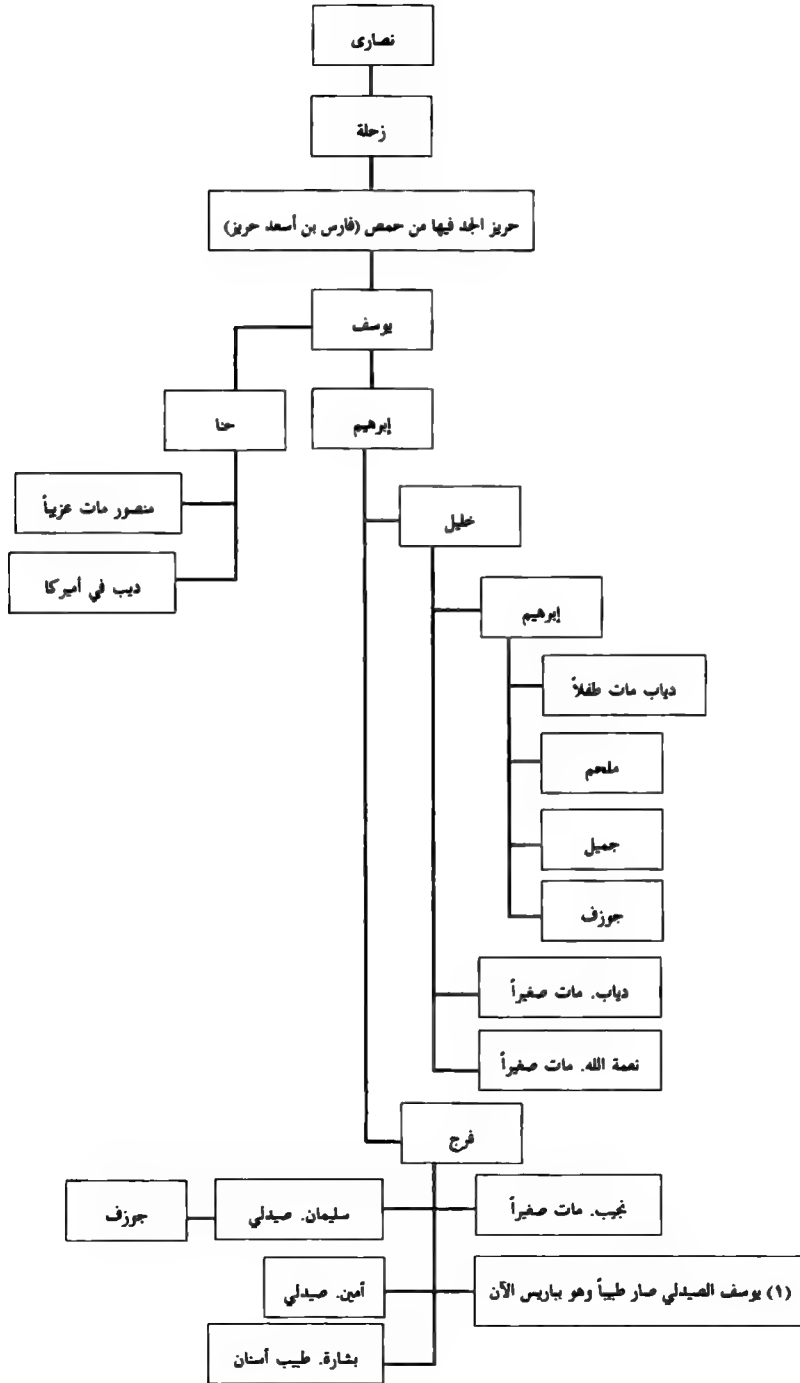 نصارى
زحلة
حريز الجد فيها من حمص (فارس بن أسعد حريز)
يوسف
حنا
إبرهيم
منصور مات عزيباً
خليل
ديب في أميركا
إبرهيم
دياب مات طفلاً
ملحم
جميل
جوزف
دياب. مات صغيراً
نعمة الله. مات صغيراً
فرج
نجيب. مات صغيراً
سليمان. صيدلي
جوزف
(١) يوسف الصيدلي صار طبيباً وهو بباريس الآن
أمين. صيدلي
بشارة. طبيب أسنان